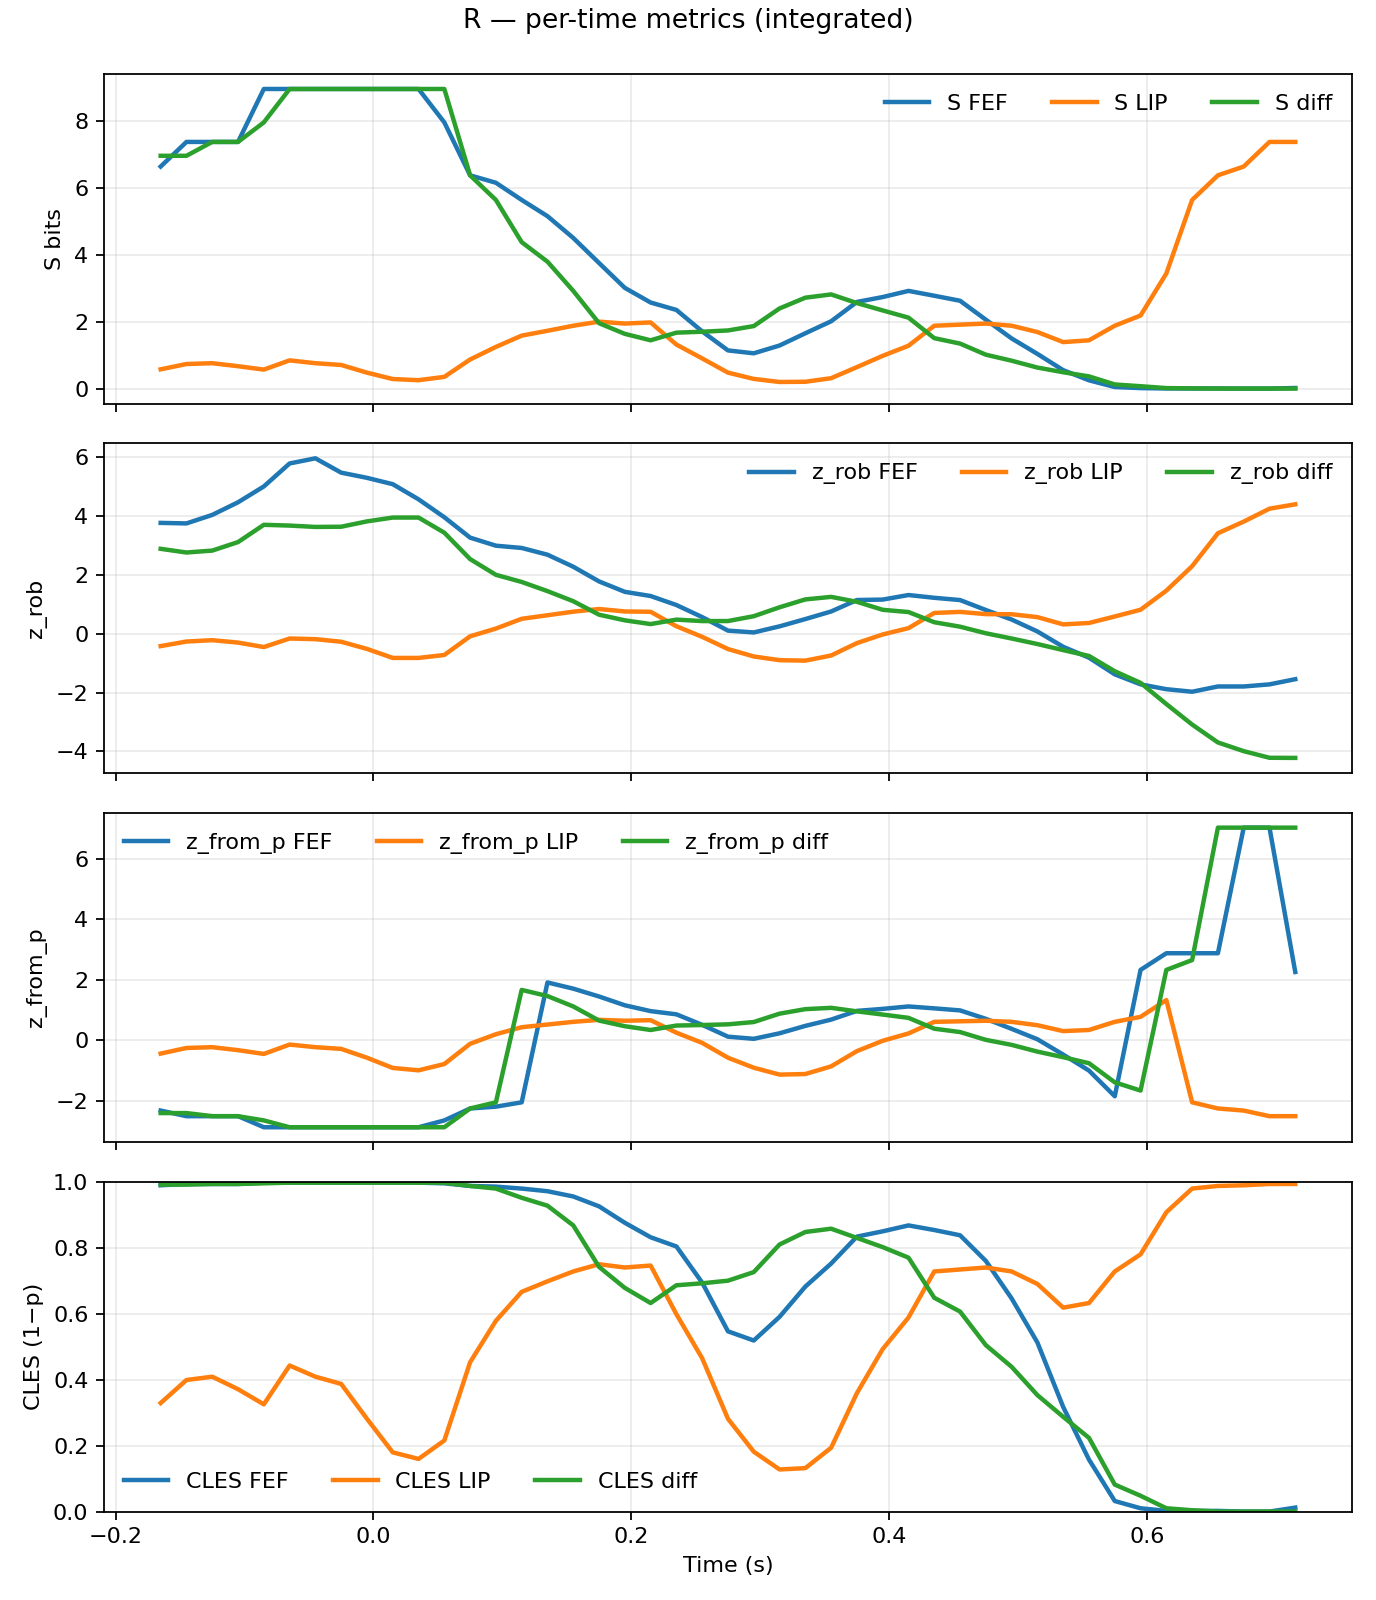 R — per-time metrics (integrated)
S FEF S LIP S diff
8
6
4
2
0
S bits
z_rob FEF z_rob LIP z_rob diff
6
4
2
0
−2
−4
z_rob
z_from_p FEF z_from_p LIP z_from_p diff
6
4
2
0
−2
z_from_p
1.0
0.8
0.6
0.4
0.2
0.0
CLES (1−p)
CLES FEF CLES LIP CLES diff
−0.2 0.0 0.2 0.4 0.6
Time (s)